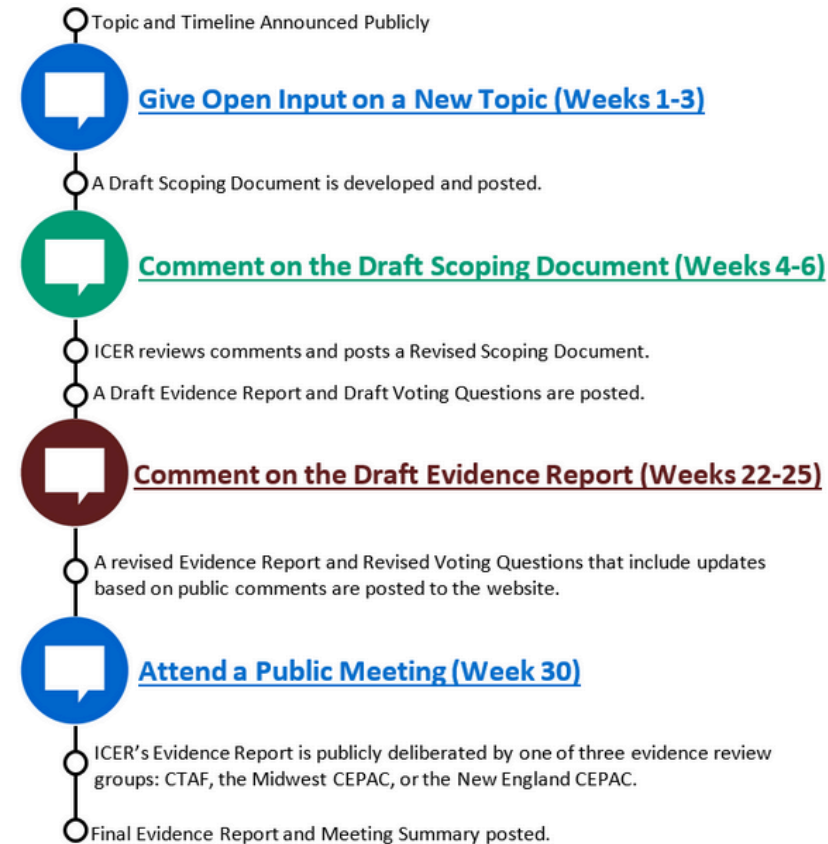 Topic and Timeline Announced Publicly
Give Open Input on a New Topic (Weeks 1-3)
A Draft Scoping Document is developed and posted.
Comment on the Draft Scoping Document (Weeks 4-6)
ICER reviews comments and posts a Revised Scoping Document.
A Draft Evidence Report and Draft Voting Questions are posted.
Comment on the Draft Evidence Report (Weeks 22-25)
A revised Evidence Report and Revised Voting Questions that include updates
based on public comments are posted to the website.
Attend a Public Meeting (Week 30)
ICER's Evidence Report is publicly deliberated by one of three evidence review
groups: CTAF, the Midwest CEPAC, or the New England CEPAC.
Final Evidence Report and Meeting Summary posted.